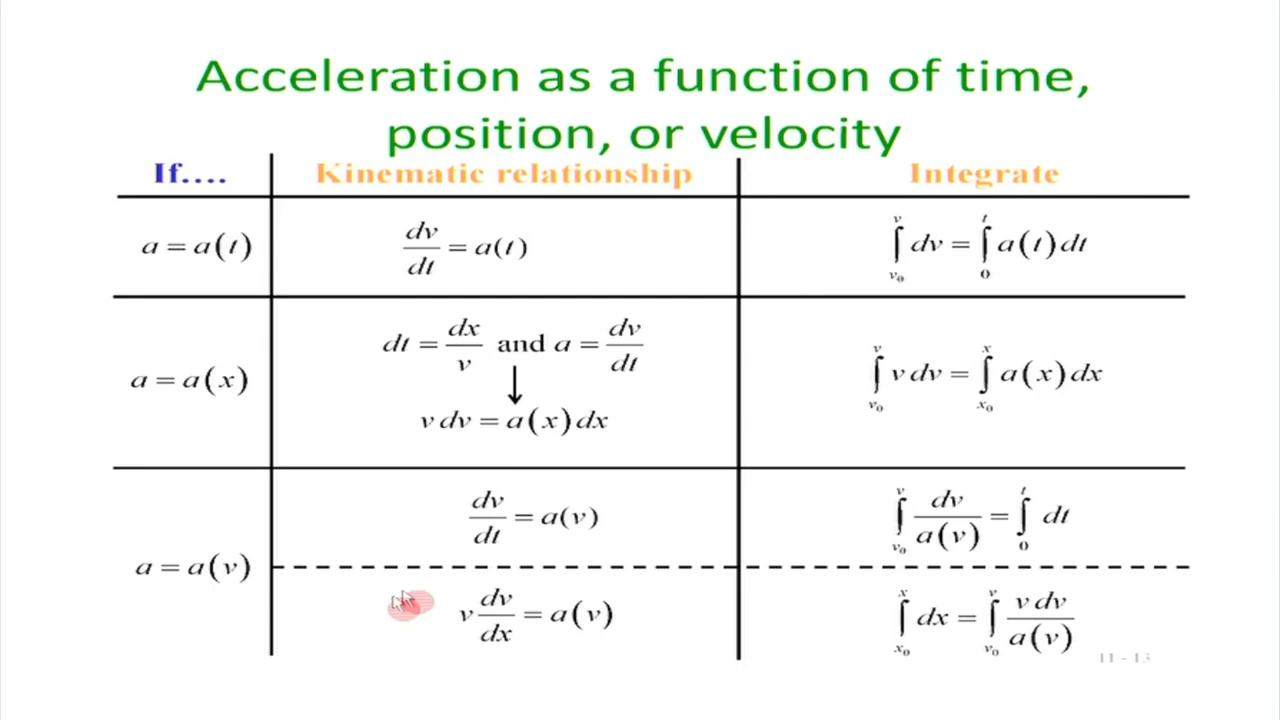 Acceleration as a function of time,
position, or velocity
If.... Kinematic relationship Integrate
a = a(t) dv/dt = a(t) ∫_{v₀}^{v} dv = ∫_{0}^{t} a(t) dt
dt = dx/v and a = dv/dt
↓
a = a(x) v dv = a(x) dx ∫_{v₀}^{v} v dv = ∫_{x₀}^{x} a(x) dx
a = a(v) dv/dt = a(v) ∫_{v₀}^{v} dv/a(v) = ∫_{0}^{t} dt
v dv/dx = a(v) ∫_{x₀}^{x} dx = ∫_{v₀}^{v} v dv/a(v)
11 - 13